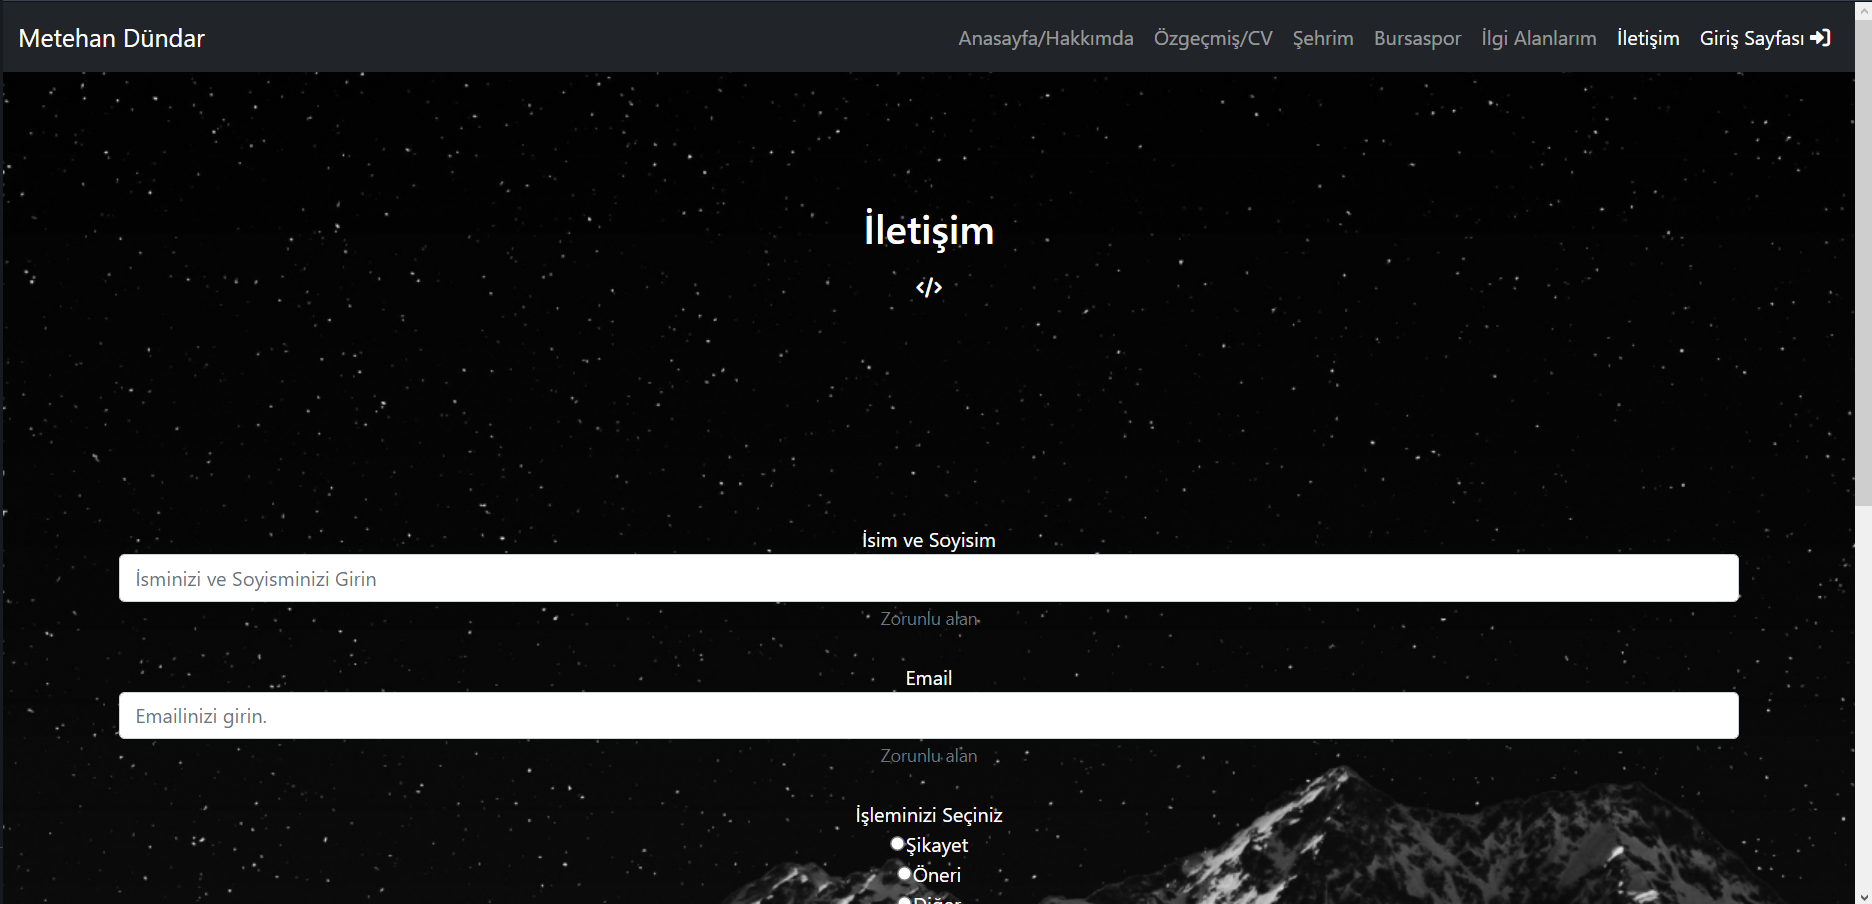 Metehan Dündar
Anasayfa/Hakkımda Özgeçmiş/CV Şehrim Bursaspor İlgi Alanlarım İletişim Giriş Sayfası
İletişim
</>
İsim ve Soyisim
İsminizi ve Soyisminizi Girin
Zorunlu alan
Email
Emailinizi girin.
Zorunlu alan
İşleminizi Seçiniz
Şikayet
Öneri
Diğer